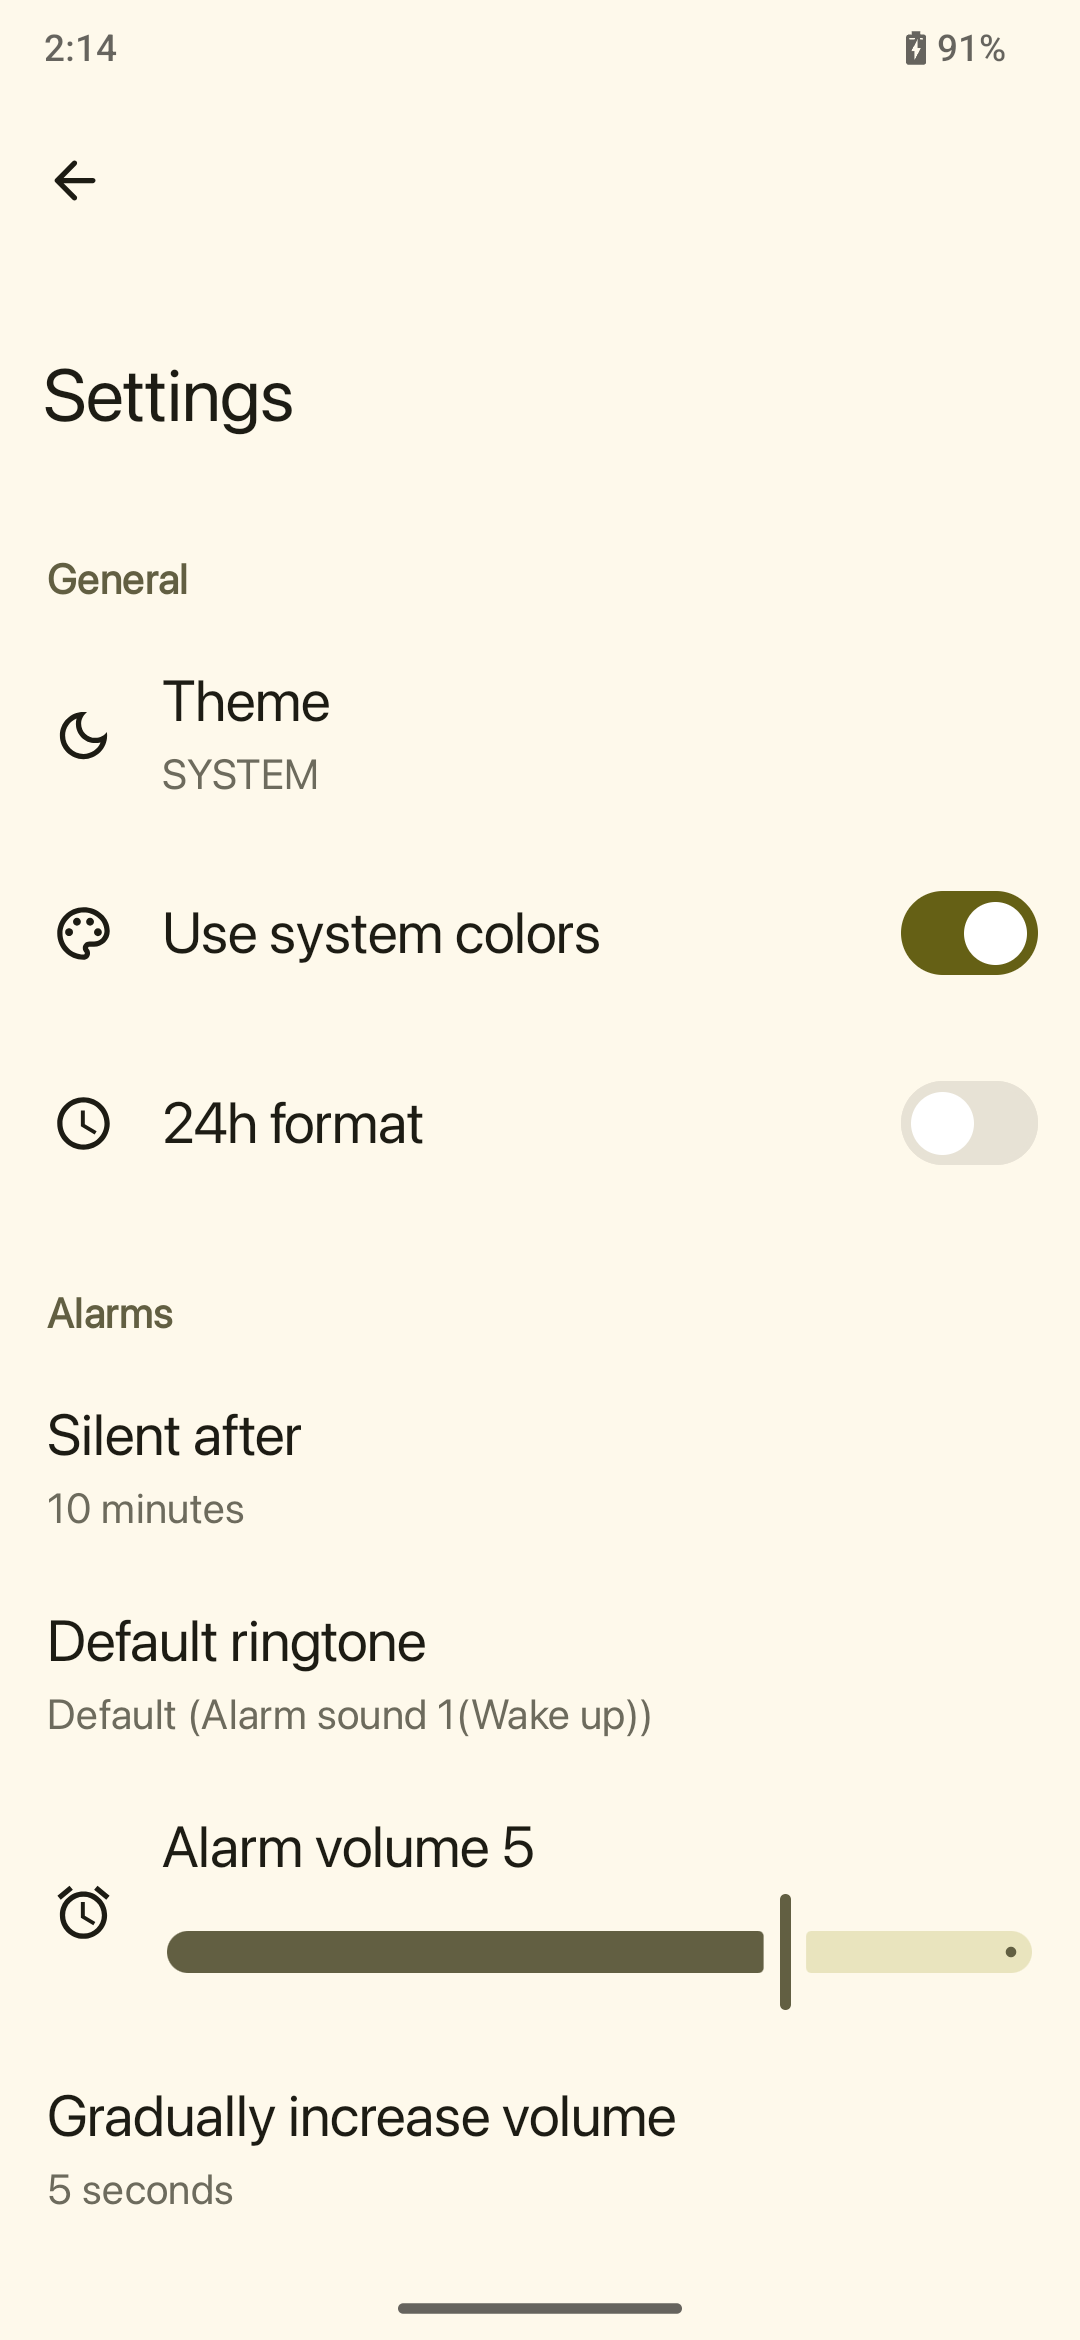 2:14
91%
Settings
General
Theme
SYSTEM
Use system colors
24h format
Alarms
Silent after
10 minutes
Default ringtone
Default (Alarm sound 1(Wake up))
Alarm volume 5
Gradually increase volume
5 seconds